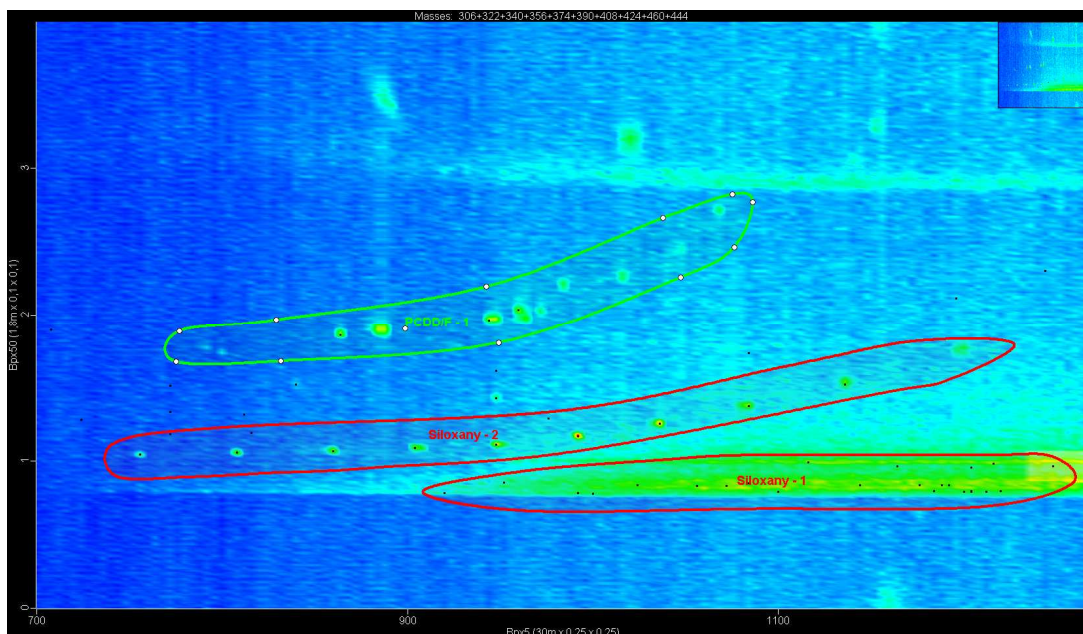 Masses: 306+322+340+356+374+390+408+424+460+444
3
2
1
0
Bpx50 (1,8m x 0,1 x 0,1)
PCDD/F - 1
Siloxany - 2
Siloxany - 1
700
900
1100
Bpx5 (30m x 0,25 x 0,25)